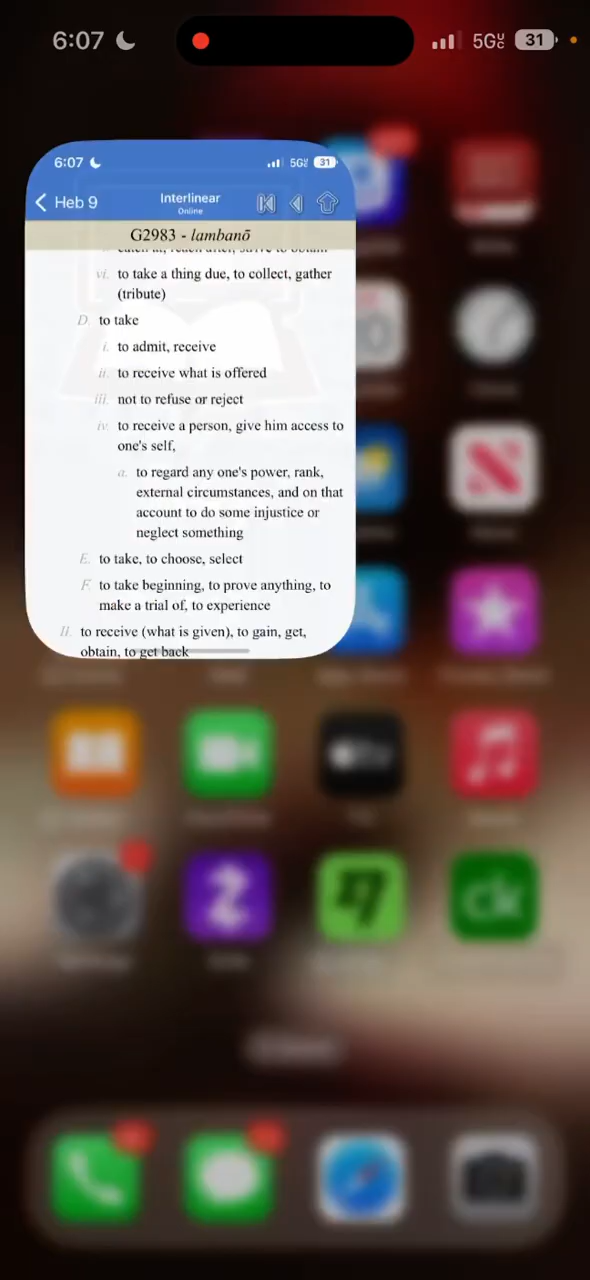 6:07
5G
31
6:07
5G
31
Heb 9
Interlinear
Online
G2983 - lambanō
catch at, reach after, strive to obtain
vi. to take a thing due, to collect, gather
(tribute)
D. to take
i. to admit, receive
ii. to receive what is offered
iii. not to refuse or reject
iv. to receive a person, give him access to
one's self,
a. to regard any one's power, rank,
external circumstances, and on that
account to do some injustice or
neglect something
E. to take, to choose, select
F. to take beginning, to prove anything, to
make a trial of, to experience
II. to receive (what is given), to gain, get,
obtain, to get back
tv
ck